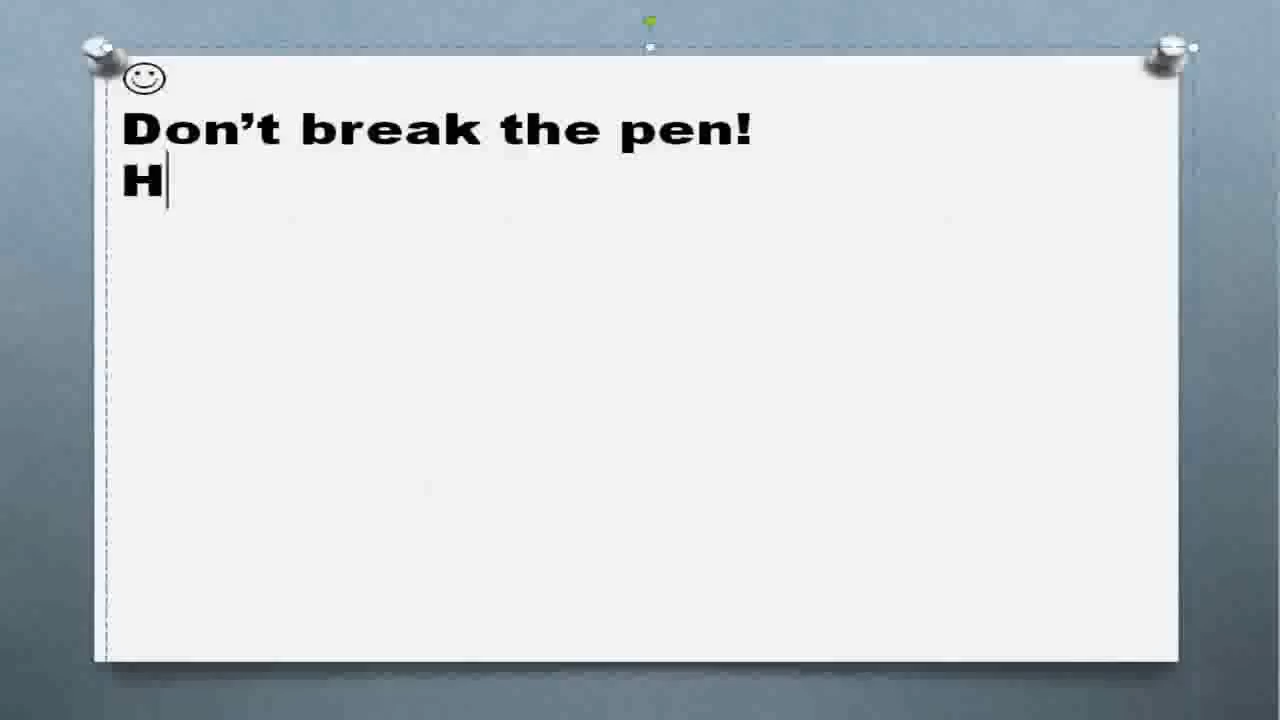 ☺
Don’t break the pen!
H